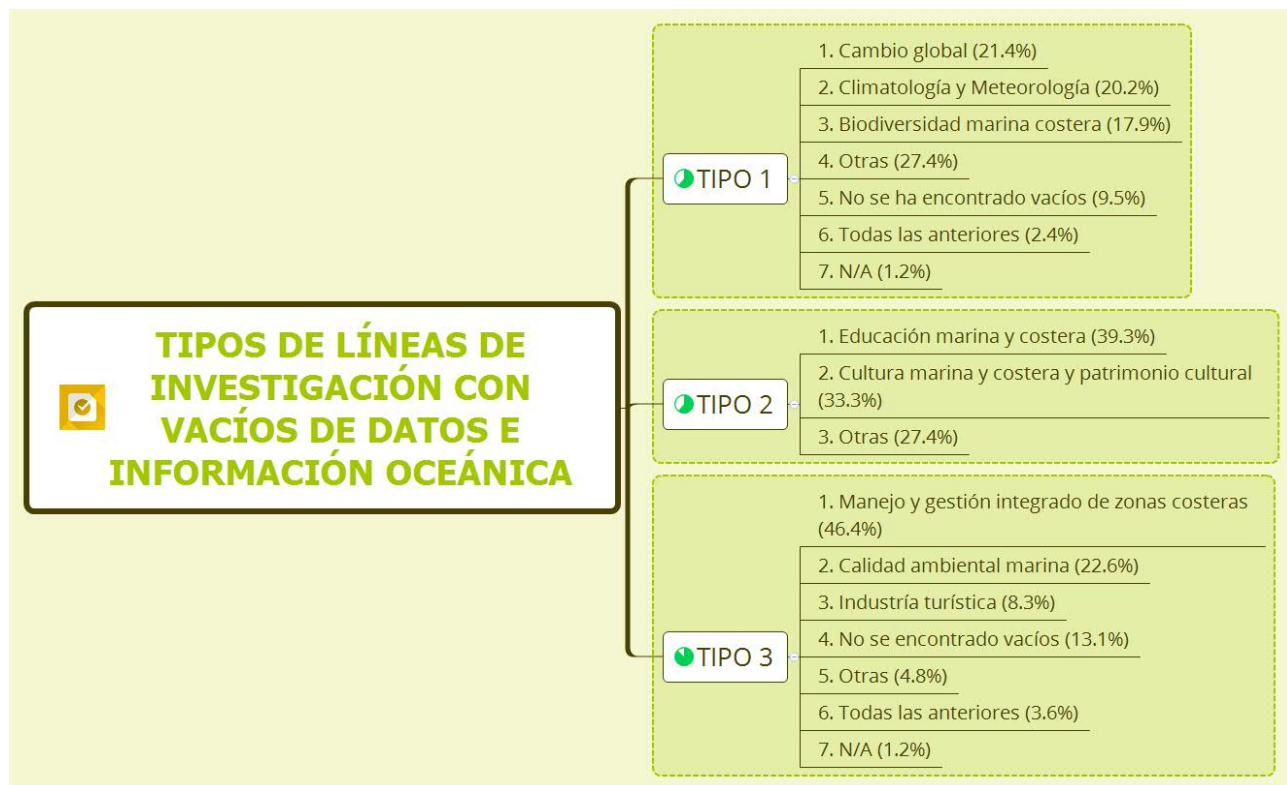 TIPOS DE LÍNEAS DE
INVESTIGACIÓN CON
VACÍOS DE DATOS E
INFORMACIÓN OCEÁNICA
TIPO 1
1. Cambio global (21.4%)
2. Climatología y Meteorología (20.2%)
3. Biodiversidad marina costera (17.9%)
4. Otras (27.4%)
5. No se ha encontrado vacíos (9.5%)
6. Todas las anteriores (2.4%)
7. N/A (1.2%)
TIPO 2
1. Educación marina y costera (39.3%)
2. Cultura marina y costera y patrimonio cultural
(33.3%)
3. Otras (27.4%)
TIPO 3
1. Manejo y gestión integrado de zonas costeras
(46.4%)
2. Calidad ambiental marina (22.6%)
3. Industría turística (8.3%)
4. No se encontrado vacíos (13.1%)
5. Otras (4.8%)
6. Todas las anteriores (3.6%)
7. N/A (1.2%)